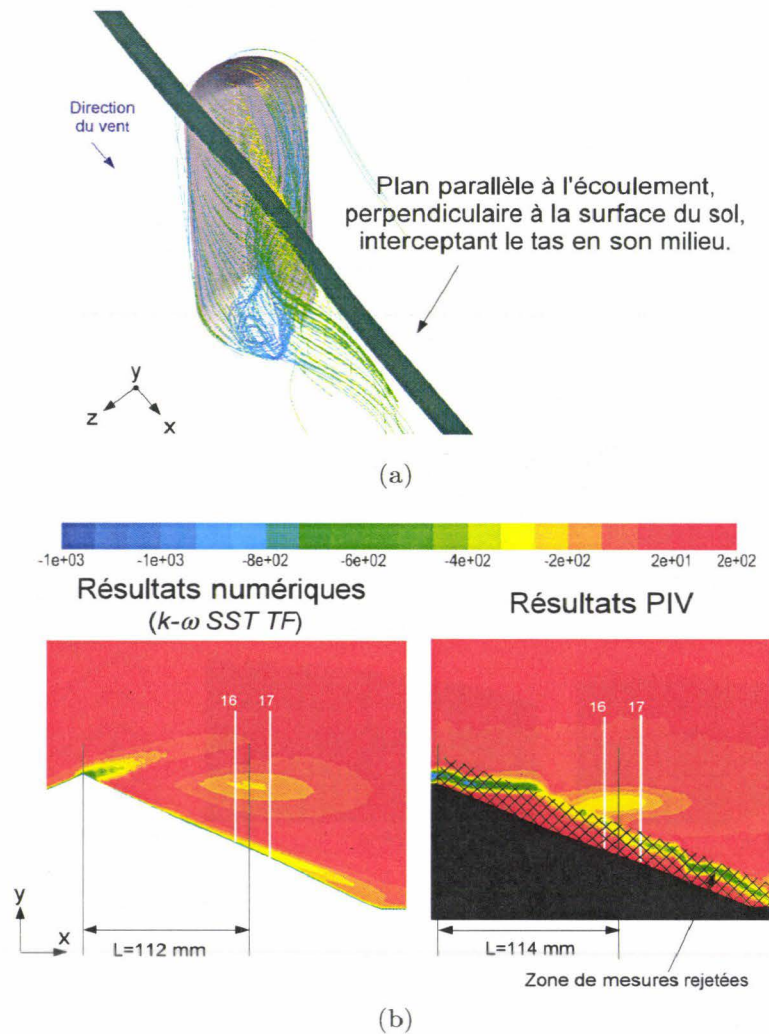 Direction
du vent
Plan parallèle à l'écoulement,
perpendiculaire à la surface du sol,
interceptant le tas en son milieu.
y
z
x
(a)
-1e+03 -1e+03 -8e+02 -6e+02 -4e+02 -2e+02 2e+01 2e+02
Résultats numériques
(k-ω SST TF)
Résultats PIV
16 17
16 17
y
x
L=112 mm
L=114 mm
Zone de mesures rejetées
(b)